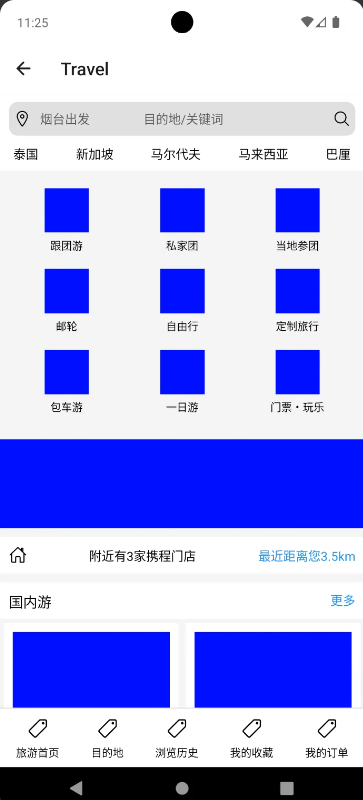 11:25
Travel
烟台出发 目的地/关键词
泰国 新加坡 马尔代夫 马来西亚 巴厘
跟团游 私家团 当地参团
邮轮 自由行 定制旅行
包车游 一日游 门票·玩乐
附近有3家携程门店 最近距离您3.5km
国内游 更多
旅游首页 目的地 浏览历史 我的收藏 我的订单